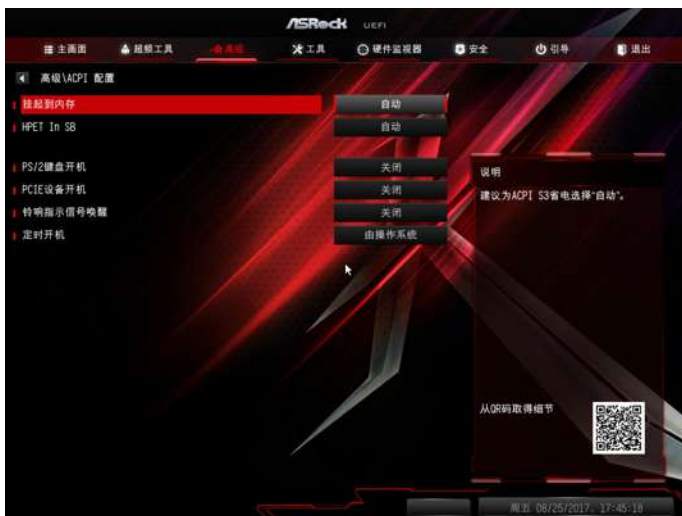 ASRock UEFI
主画面 超频工具 高级 工具 硬件监视器 安全 引导 退出
高级\ACPI 配置
挂起到内存 自动
HPET In SB 自动
PS/2键盘开机 关闭
PCIE设备开机 关闭
铃响指示信号唤醒 关闭
定时开机 由操作系统
说明
建议为ACPI S3省电选择"自动"。
从QR码取得细节
周五 08/25/2017, 17:45:18